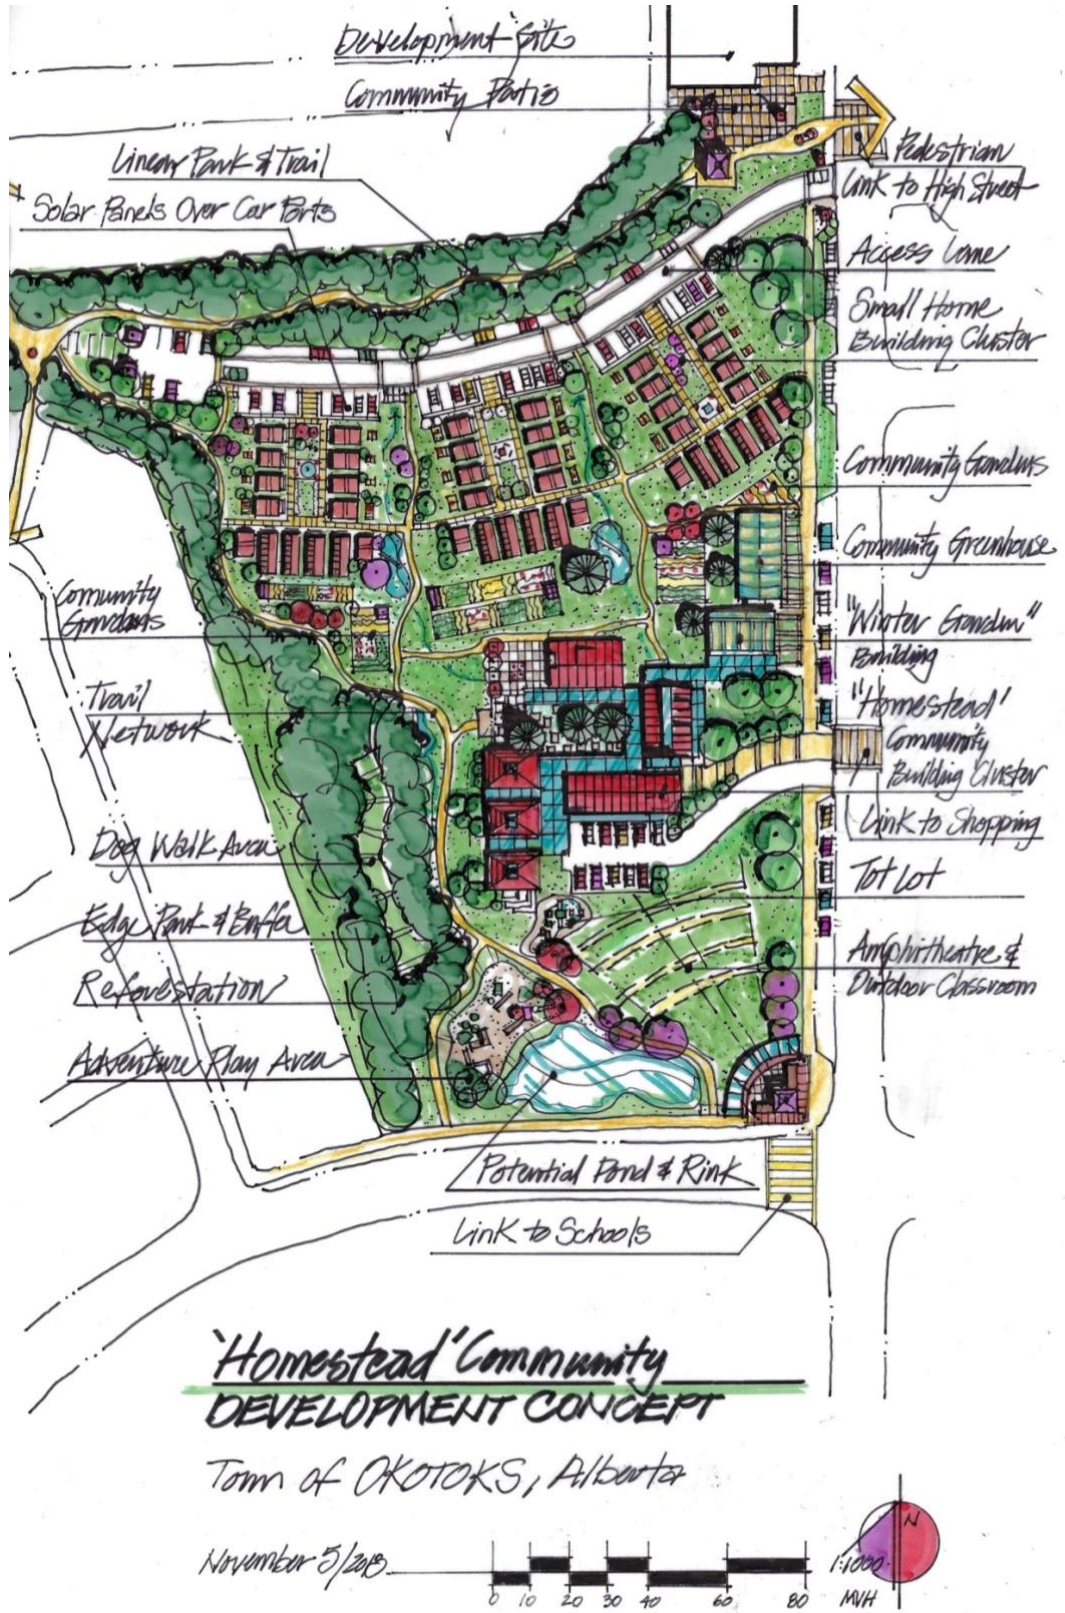 Development Site
Community Patio
Linear Park & Trail
Solar Panels Over Car Ports
Pedestrian
Link to High Street
Access Lane
Small Home
Building Cluster
Community Gardens
Community Greenhouse
"Winter Garden"
Building
"Homestead'
Community
Building Cluster
Link to Shopping
Tot Lot
Amphitheatre &
Outdoor Classroom
Comunity
Gardens
Trail
Network
Dog Walk Area
Edge Park & Buffer
Reforestation
Adventure Play Area
Potential Pond & Rink
Link to Schools
'Homestead' Community
DEVELOPMENT CONCEPT
Town of OKOTOKS, Alberta
November 5/2018
0 10 20 30 40 60 80
1:1000
MVH
N